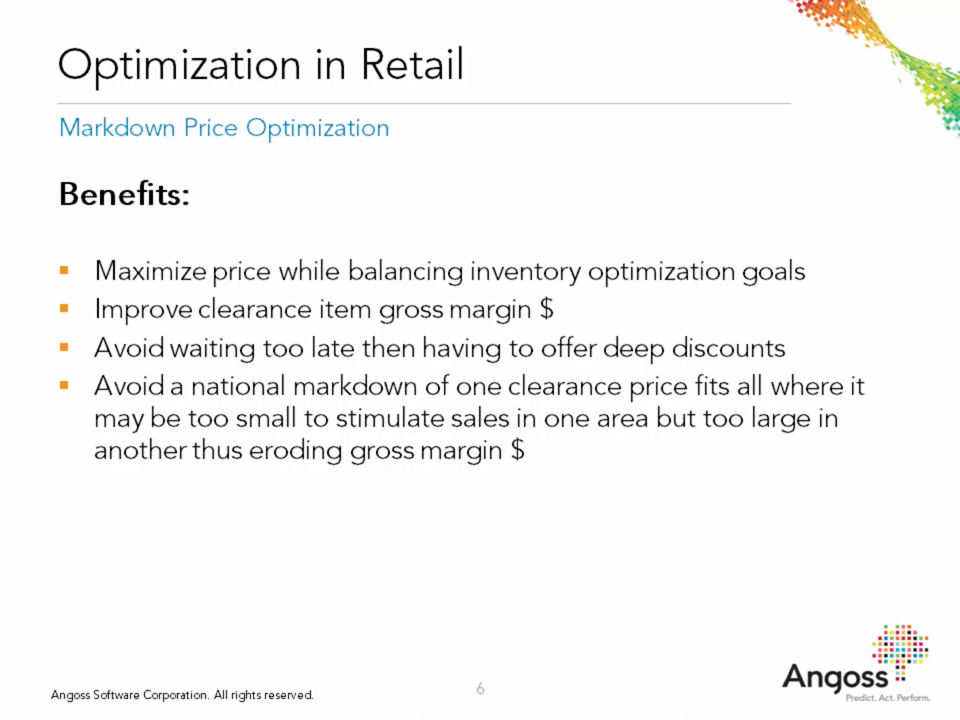 Optimization in Retail
Markdown Price Optimization
Benefits:
▪ Maximize price while balancing inventory optimization goals
▪ Improve clearance item gross margin $
▪ Avoid waiting too late then having to offer deep discounts
▪ Avoid a national markdown of one clearance price fits all where it
may be too small to stimulate sales in one area but too large in
another thus eroding gross margin $
Angoss Software Corporation. All rights reserved.
6
Angoss
Predict. Act. Perform.